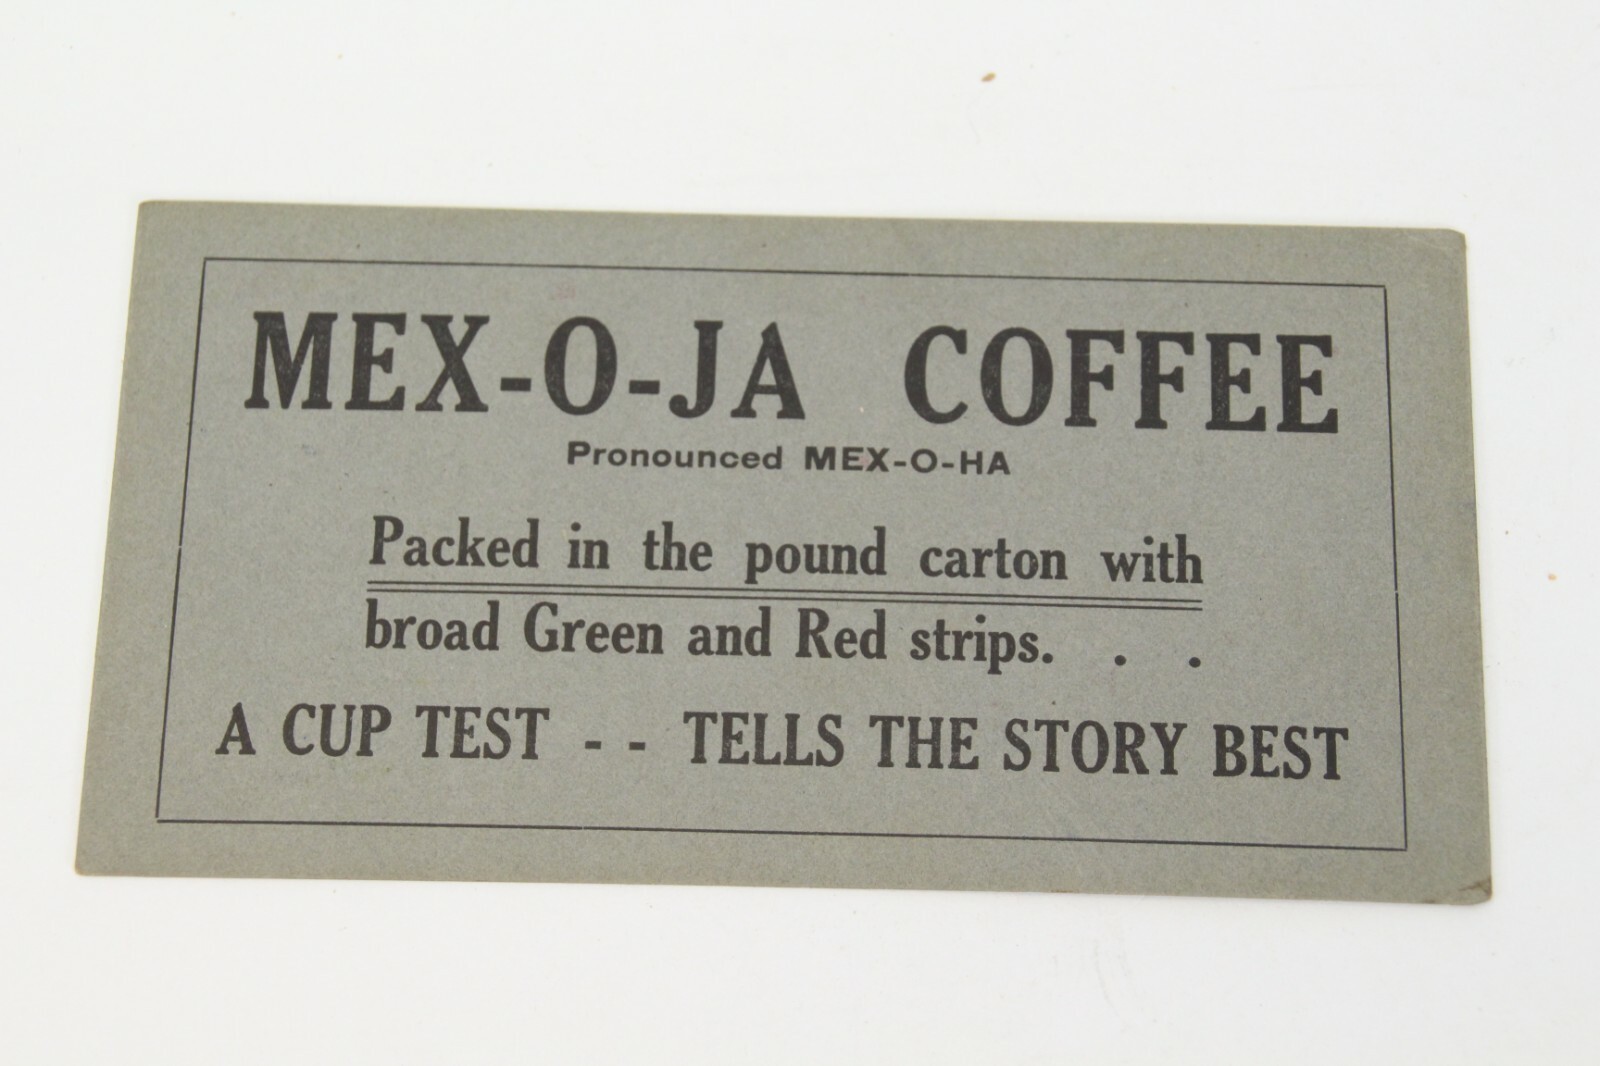 MEX-O-JA COFFEE
Pronounced MEX-O-HA
Packed in the pound carton with
broad Green and Red strips. . .
A CUP TEST - - TELLS THE STORY BEST